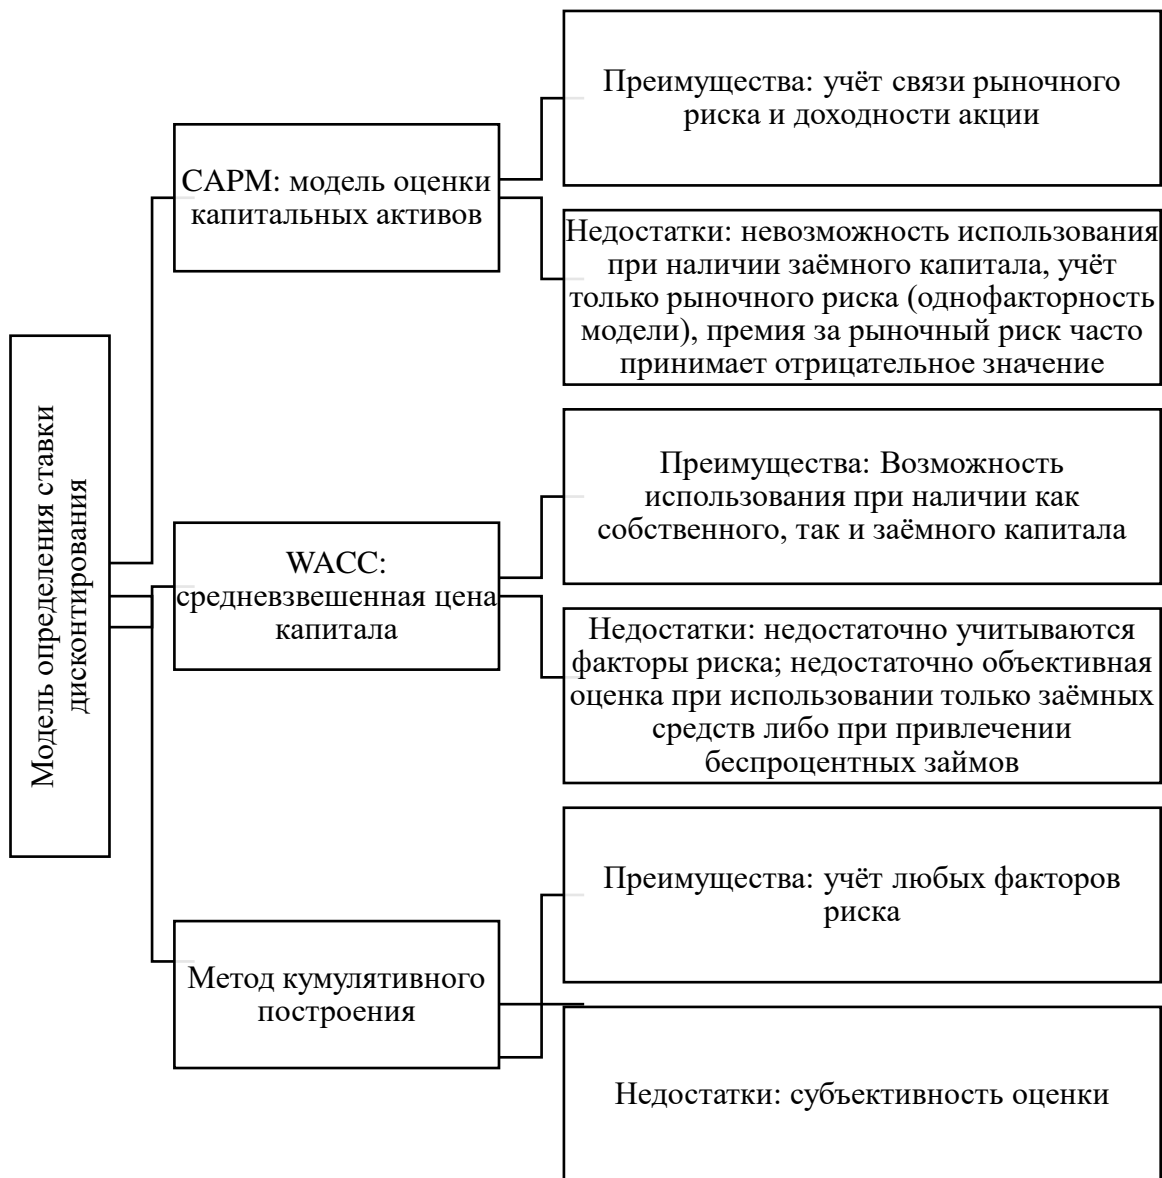 Модель определения ставки
дисконтирования
CAPM: модель оценки
капитальных активов
Преимущества: учёт связи рыночного
риска и доходности акции
Недостатки: невозможность использования
при наличии заёмного капитала, учёт
только рыночного риска (однофакторность
модели), премия за рыночный риск часто
принимает отрицательное значение
WACC:
средневзвешенная цена
капитала
Преимущества: Возможность
использования при наличии как
собственного, так и заёмного капитала
Недостатки: недостаточно учитываются
факторы риска; недостаточно объективная
оценка при использовании только заёмных
средств либо при привлечении
беспроцентных займов
Метод кумулятивного
построения
Преимущества: учёт любых факторов
риска
Недостатки: субъективность оценки